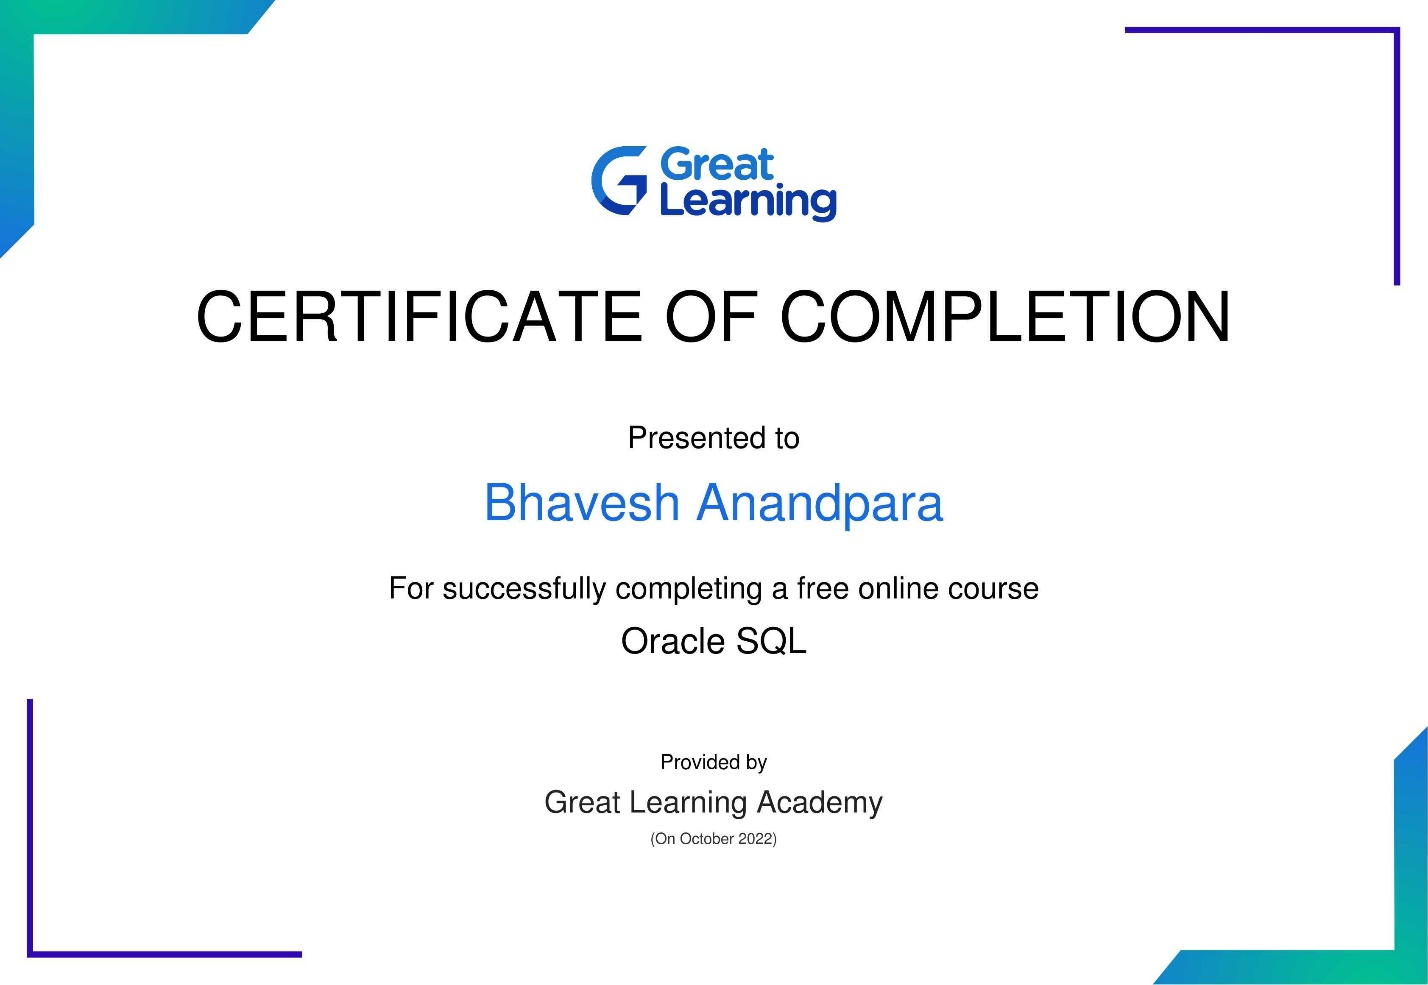 Great
Learning
CERTIFICATE OF COMPLETION
Presented to
Bhavesh Anandpara
For successfully completing a free online course
Oracle SQL
Provided by
Great Learning Academy
(On October 2022)